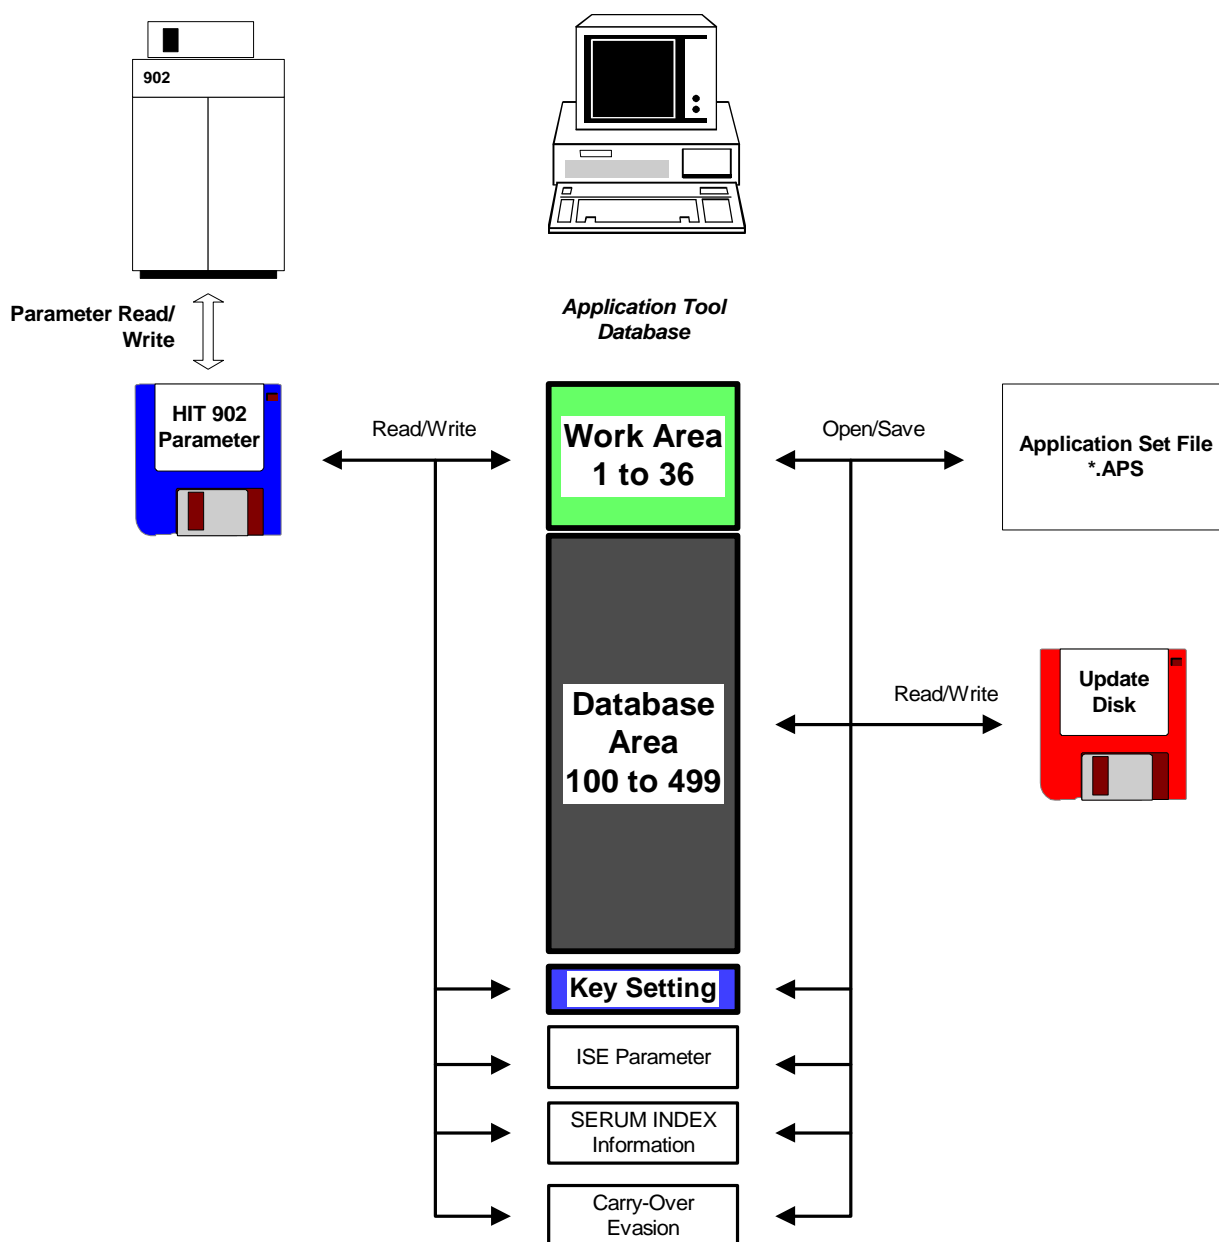 902
Parameter Read/
Write
Application Tool
Database
HIT 902
Parameter
Read/Write
Work Area
1 to 36
Open/Save
Application Set File
*.APS
Database
Area
100 to 499
Read/Write
Update
Disk
Key Setting
ISE Parameter
SERUM INDEX
Information
Carry-Over
Evasion